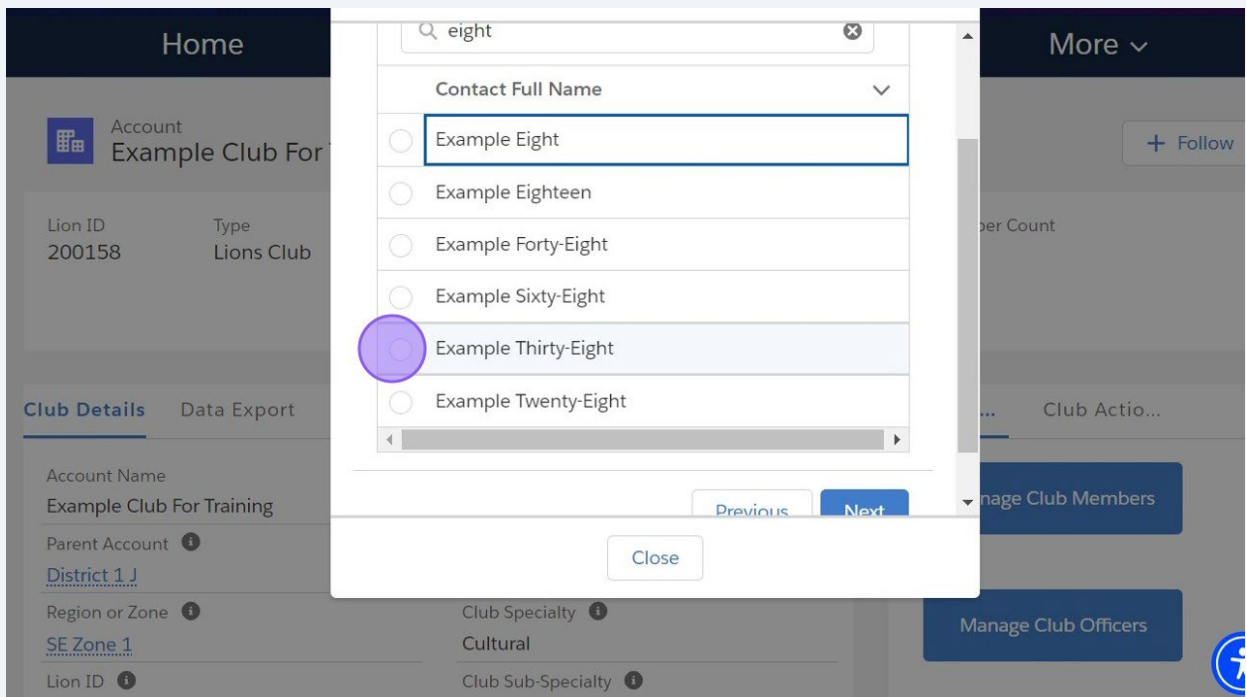 Home
More
eight
Contact Full Name
Example Eight
Example Eighteen
Example Forty-Eight
Example Sixty-Eight
Example Thirty-Eight
Example Twenty-Eight
Previous
Next
Close
Account
Example Club For
+ Follow
Lion ID
200158
Type
Lions Club
Count
Club Details
Data Export
...
Club Actio...
Account Name
Example Club For Training
Parent Account
District 1 J
Region or Zone
SE Zone 1
Lion ID
Club Specialty
Cultural
Club Sub-Specialty
Club Members
Manage Club Officers